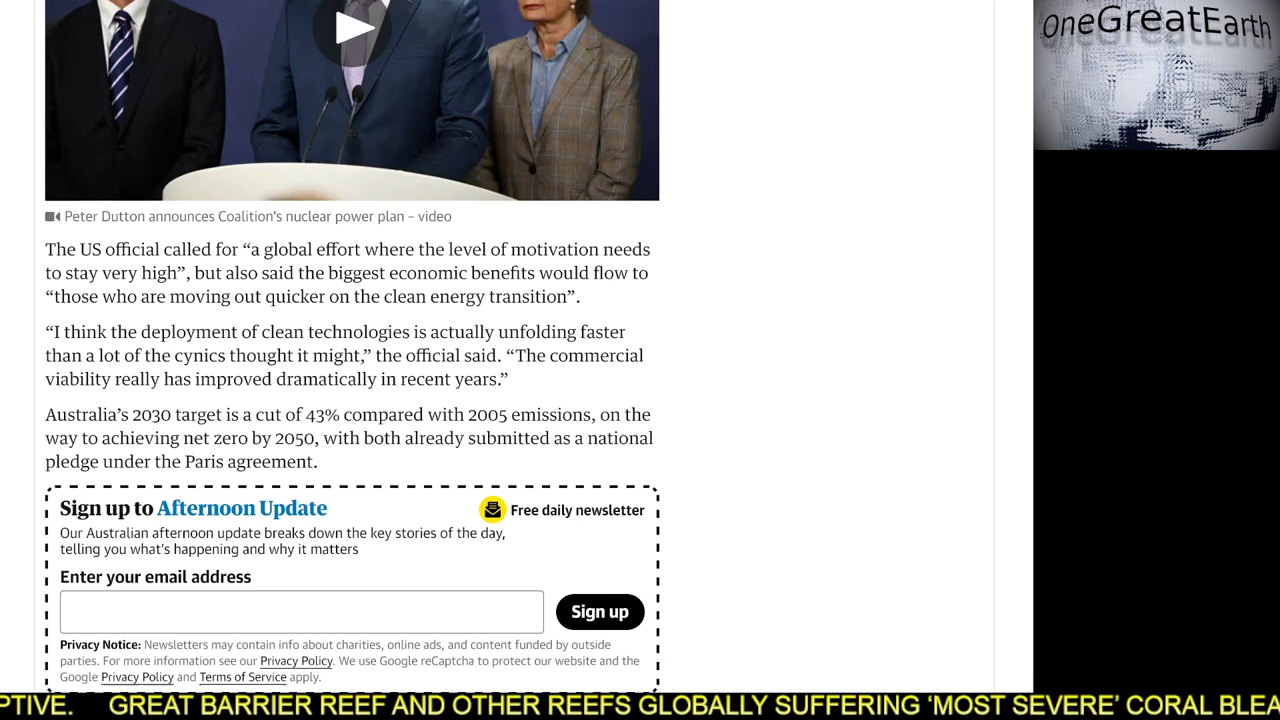 OneGreatEarth
Peter Dutton announces Coalition's nuclear power plan – video
The US official called for “a global effort where the level of motivation needs
to stay very high”, but also said the biggest economic benefits would flow to
“those who are moving out quicker on the clean energy transition”.
“I think the deployment of clean technologies is actually unfolding faster
than a lot of the cynics thought it might,” the official said. “The commercial
viability really has improved dramatically in recent years.”
Australia’s 2030 target is a cut of 43% compared with 2005 emissions, on the
way to achieving net zero by 2050, with both already submitted as a national
pledge under the Paris agreement.
Sign up to Afternoon Update
Free daily newsletter
Our Australian afternoon update breaks down the key stories of the day,
telling you what’s happening and why it matters
Enter your email address
Sign up
Privacy Notice: Newsletters may contain info about charities, online ads, and content funded by outside
parties. For more information see our Privacy Policy. We use Google reCaptcha to protect our website and the
Google Privacy Policy and Terms of Service apply.
PTIVE. GREAT BARRIER REEF AND OTHER REEFS GLOBALLY SUFFERING ‘MOST SEVERE’ CORAL BLEA